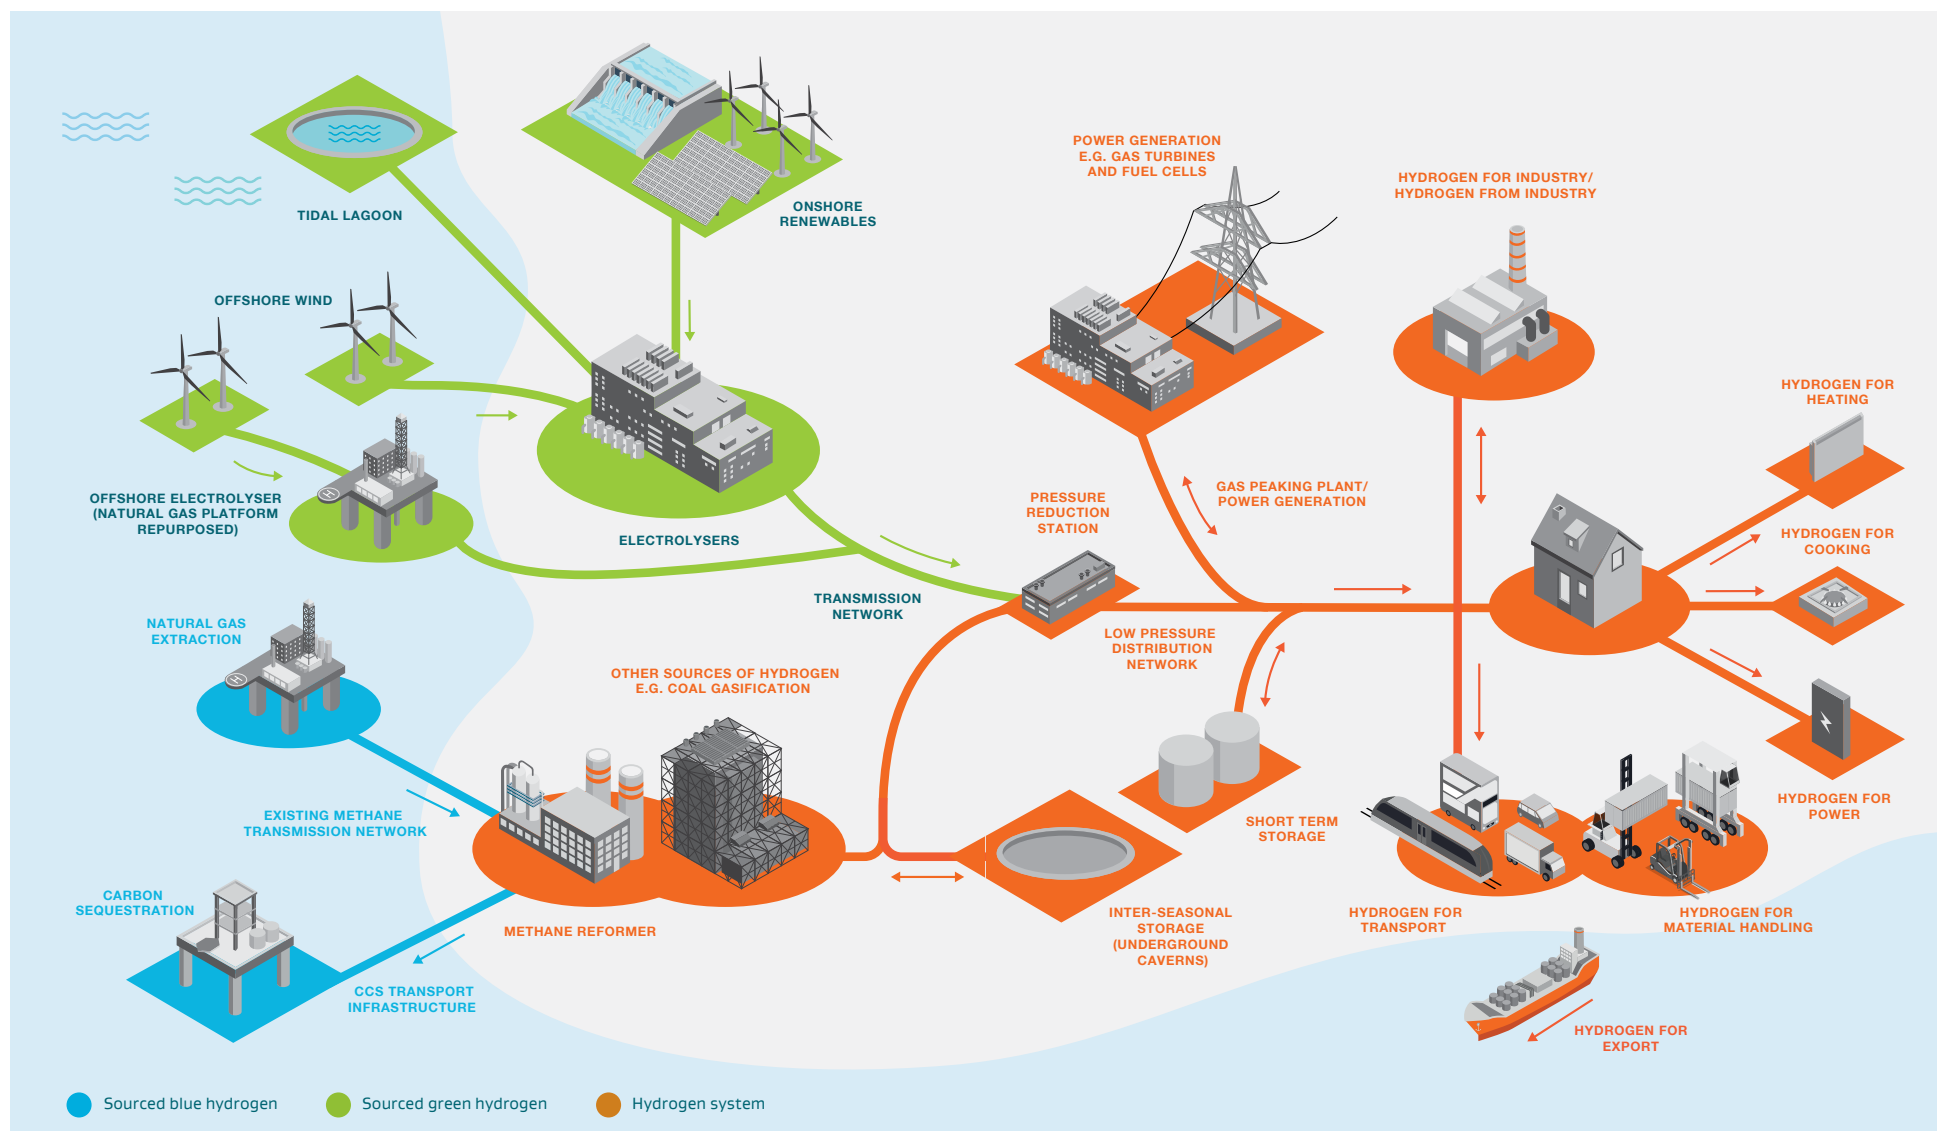 TIDAL LAGOON
ONSHORE
RENEWABLES
POWER GENERATION
E.G. GAS TURBINES
AND FUEL CELLS
HYDROGEN FOR INDUSTRY/
HYDROGEN FROM INDUSTRY
OFFSHORE WIND
HYDROGEN FOR
HEATING
OFFSHORE ELECTROLYSER
(NATURAL GAS PLATFORM
REPURPOSED)
H
ELECTROLYSERS
PRESSURE
REDUCTION
STATION
GAS PEAKING PLANT/
POWER GENERATION
HYDROGEN FOR
COOKING
TRANSMISSION
NETWORK
NATURAL GAS
EXTRACTION
H
LOW PRESSURE
DISTRIBUTION
NETWORK
OTHER SOURCES OF HYDROGEN
E.G. COAL GASIFICATION
EXISTING METHANE
TRANSMISSION NETWORK
SHORT TERM
STORAGE
HYDROGEN FOR
POWER
CARBON
SEQUESTRATION
METHANE REFORMER
INTER-SEASONAL
STORAGE
(UNDERGROUND
CAVERNS)
HYDROGEN FOR
TRANSPORT
HYDROGEN FOR
MATERIAL HANDLING
CCS TRANSPORT
INFRASTRUCTURE
HYDROGEN FOR
EXPORT
Sourced blue hydrogen
Sourced green hydrogen
Hydrogen system